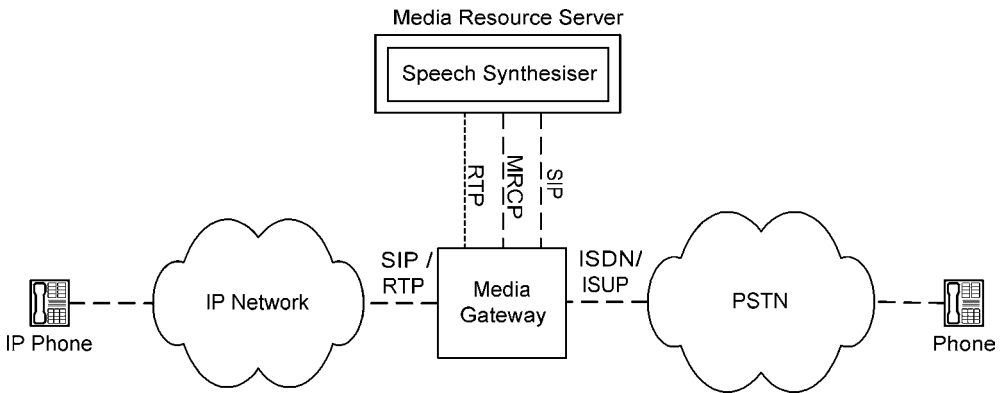 Media Resource Server
Speech Synthesiser
RTP
MRCP
SIP
SIP /
RTP
ISDN/
ISUP
IP Network
Media
Gateway
PSTN
IP Phone
Phone